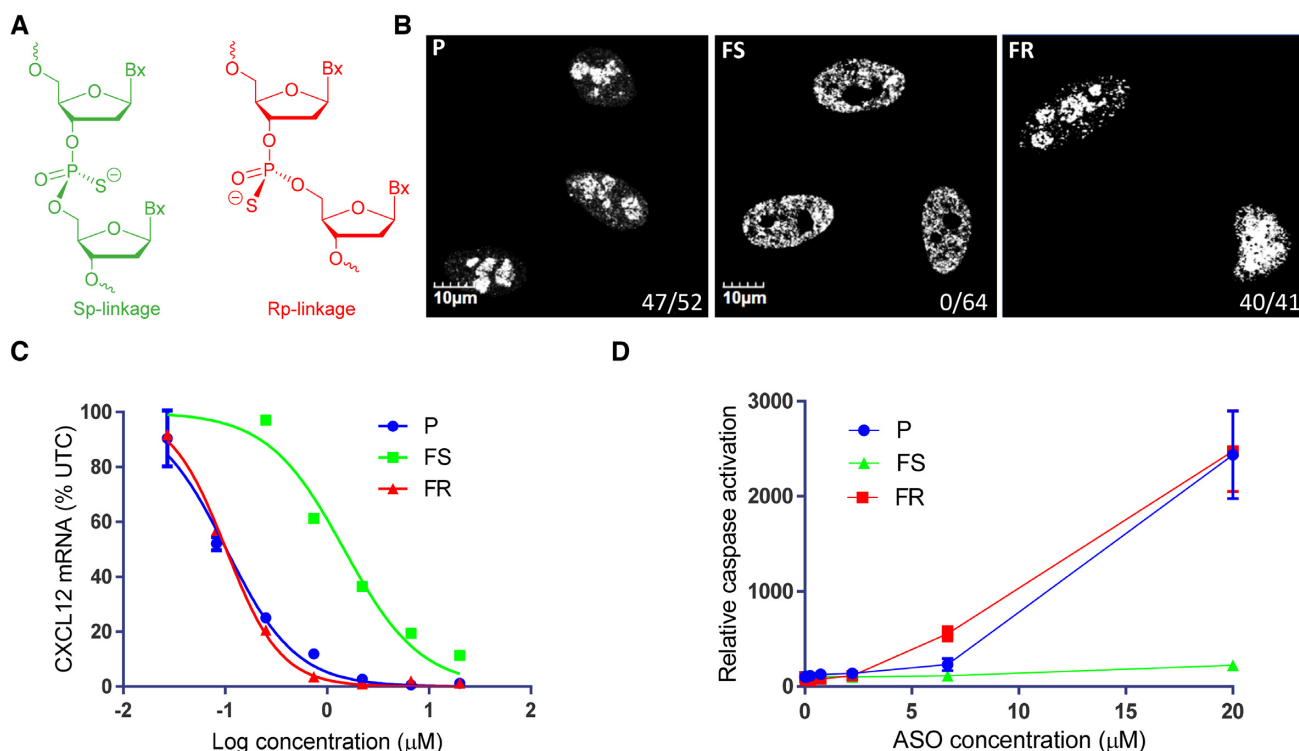 A
O
Bx
O
O
O=P
S
⊖
O
Bx
O
O
Sp-linkage
O
Bx
O
O
O=P
O
⊖
S
Bx
O
O
Rp-linkage
B
P
10μm
47/52
FS
10μm
0/64
FR
40/41
C
CXCL12 mRNA (% UTC)
100
80
60
40
20
0
-2
-1
0
1
2
Log concentration (μM)
P
FS
FR
D
Relative caspase activation
3000
2000
1000
0
0
5
10
15
20
ASO concentration (μM)
P
FS
FR